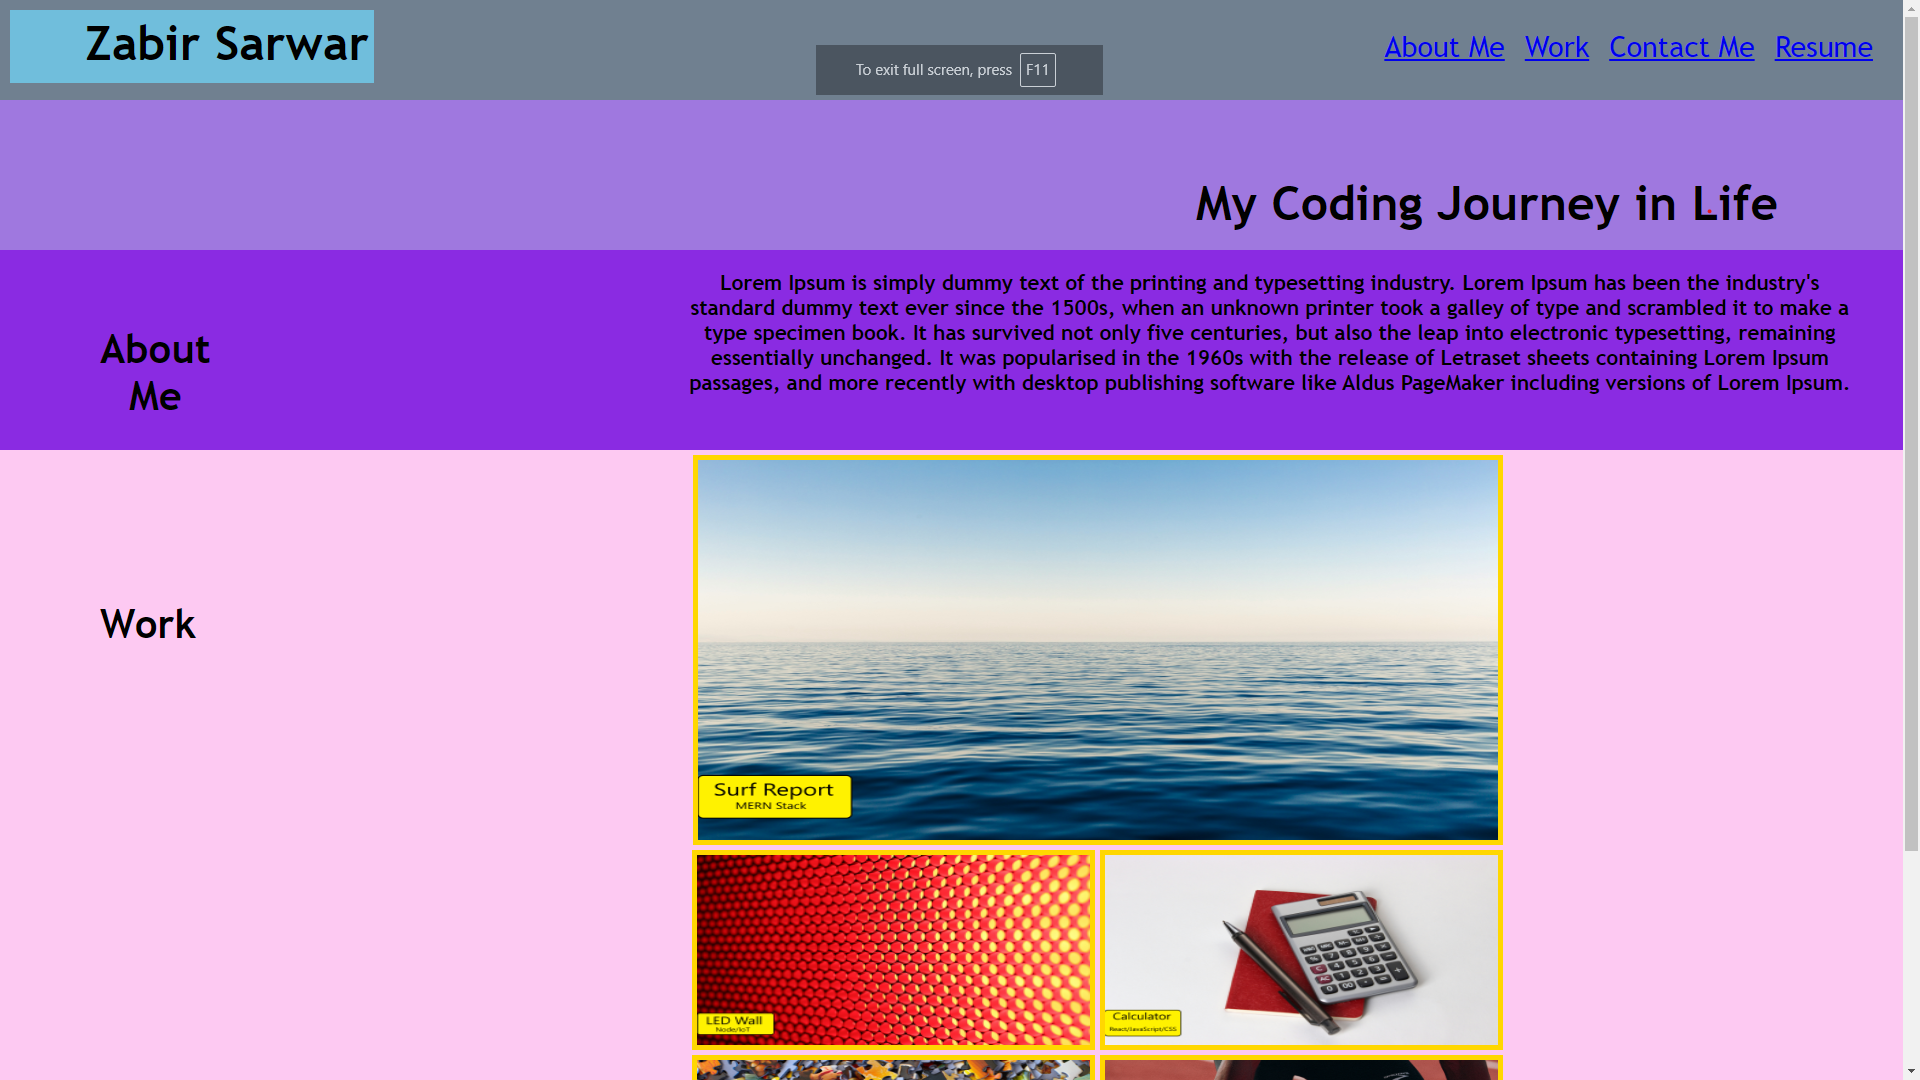 Zabir Sarwar
About Me Work Contact Me Resume
To exit full screen, press F11
My Coding Journey in Life
About
Me
Lorem Ipsum is simply dummy text of the printing and typesetting industry. Lorem Ipsum has been the industry's
standard dummy text ever since the 1500s, when an unknown printer took a galley of type and scrambled it to make a
type specimen book. It has survived not only five centuries, but also the leap into electronic typesetting, remaining
essentially unchanged. It was popularised in the 1960s with the release of Letraset sheets containing Lorem Ipsum
passages, and more recently with desktop publishing software like Aldus PageMaker including versions of Lorem Ipsum.
Work
Surf Report
MERN Stack
LED Wall
Node/IoT
Calculator
React/JavaScript/CSS